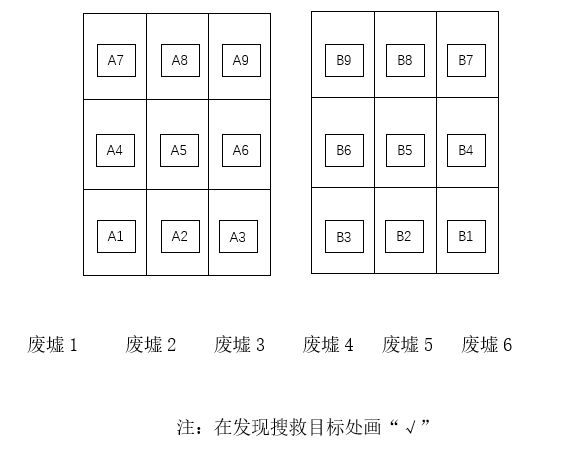 A7 A8 A9 B9 B8 B7
A4 A5 A6 B6 B5 B4
A1 A2 A3 B3 B2 B1
废墟 1 废墟 2 废墟 3 废墟 4 废墟 5 废墟 6
注：在发现搜救目标处画“√”